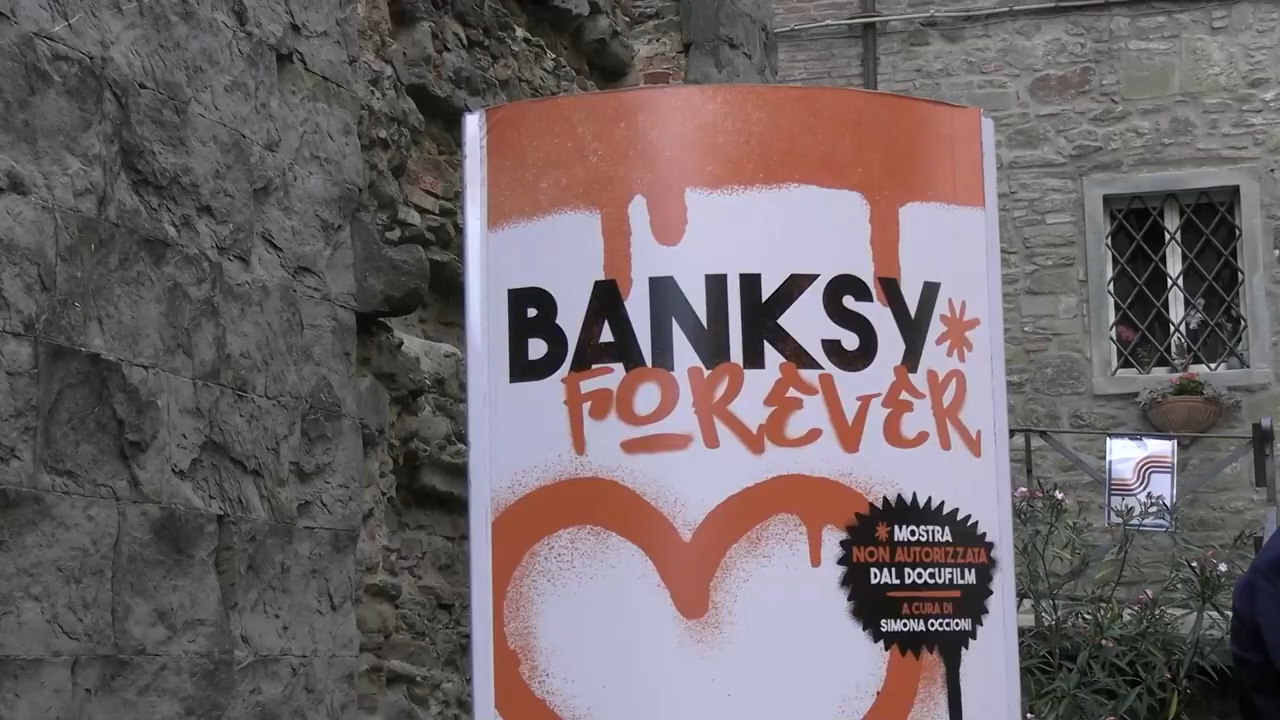 BANKSY*
FOREVER
* MOSTRA
NON AUTORIZZATA
DAL DOCUFILM
A CURA DI
SIMONA OCCIONI